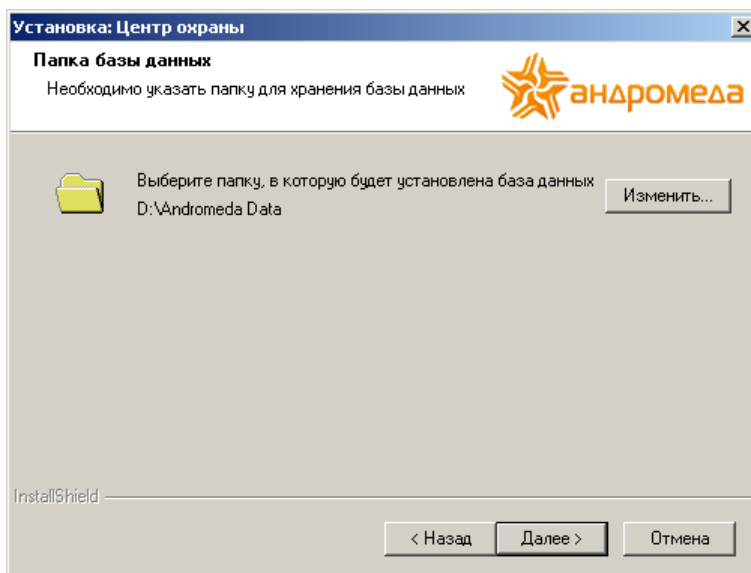 Установка: Центр охраны
Папка базы данных
Необходимо указать папку для хранения базы данных
андромеда
Выберите папку, в которую будет установлена база данных
D:\Andromeda Data
Изменить...
InstallShield
< Назад
Далее >
Отмена